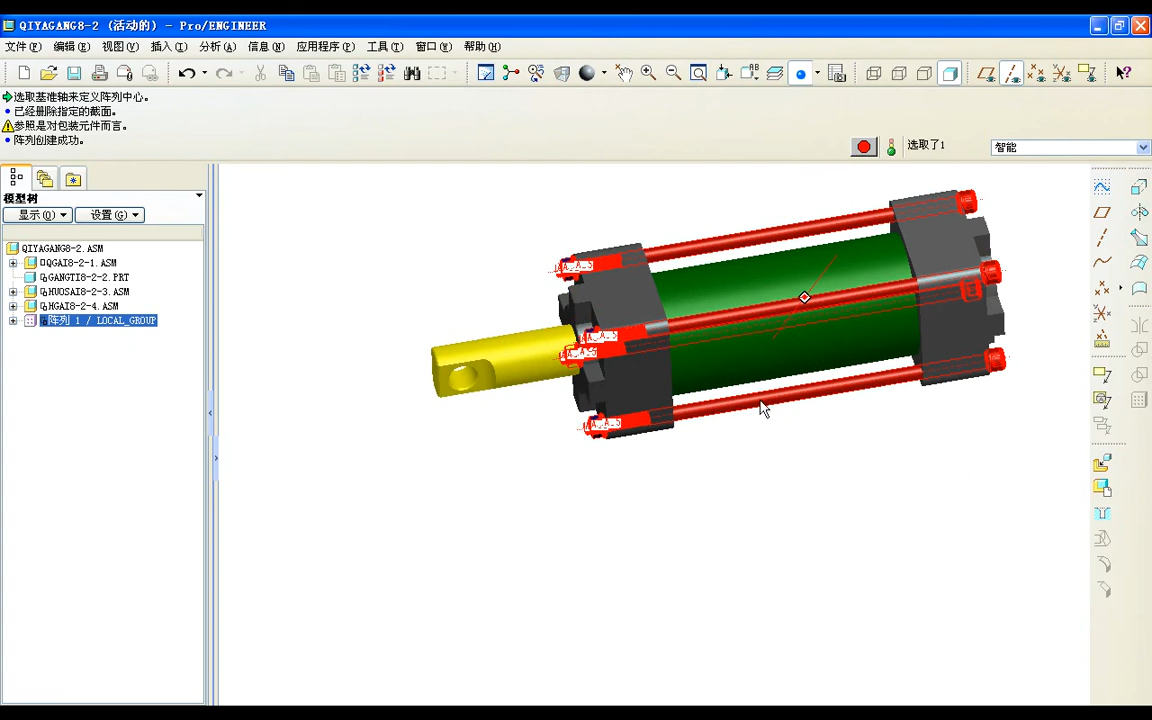 QIYAGANG8-2 (活动的) - Pro/ENGINEER
文件(F) 编辑(E) 视图(V) 插入(I) 分析(A) 信息(N) 应用程序(P) 工具(T) 窗口(W) 帮助(H)
选取基准轴来定义阵列中心。
已经删除指定的截面。
参照是对包装元件而言。
阵列创建成功。
选取了1
智能
模型树
显示(O) 设置(G)
QIYAGANG8-2.ASM
QGAI8-2-1.ASM
GANGTI8-2-2.PRT
HUOSAI8-2-3.ASM
HGAI8-2-4.ASM
阵列 1 / LOCAL_GROUP